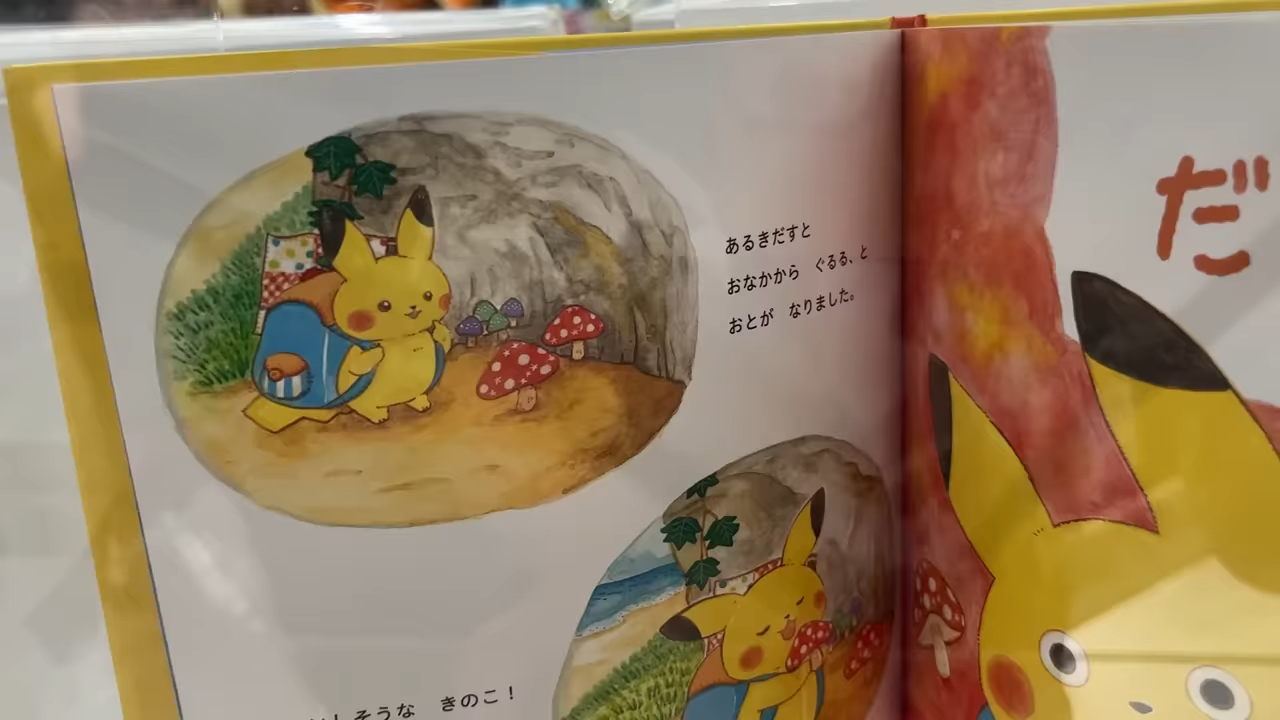 あるきだすと
おなかから　ぐるる、と
おとが　なりました。
しそうな　きのこ！
だ